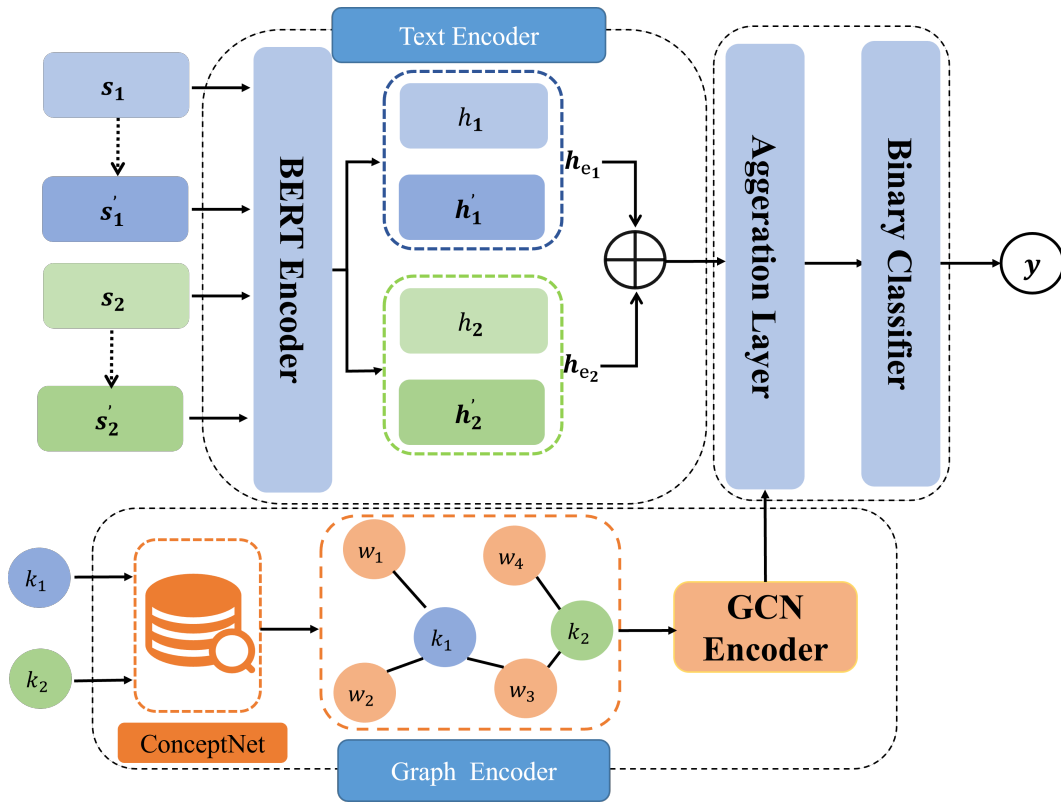 Text Encoder
s₁
s₁'
s₂
s₂'
BERT Encoder
h₁
h₁'
h₂
h₂'
hₑ₁
hₑ₂
Aggeration Layer
Binary Classifier
y
k₁
k₂
ConceptNet
w₁
w₄
k₁
k₂
w₂
w₃
GCN
Encoder
Graph Encoder